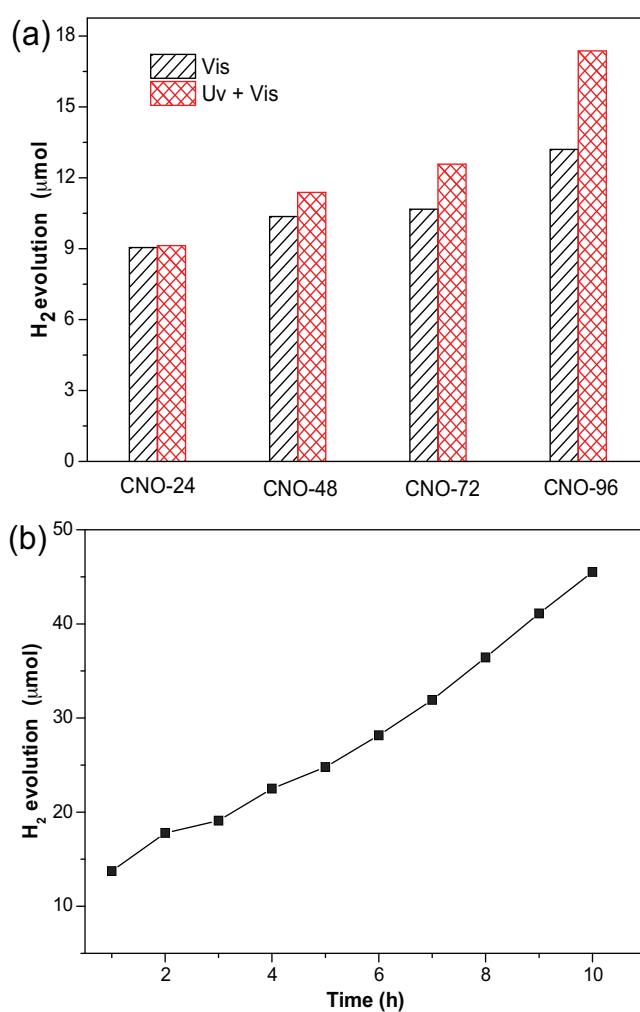 (a)
Vis
Uv + Vis
H2 evolution (μmol
18
15
12
9
6
3
0
CNO-24
CNO-48
CNO-72
CNO-96
(b)
H2 evolution (μmol)
50
40
30
20
10
2
4
6
8
10
Time (h)